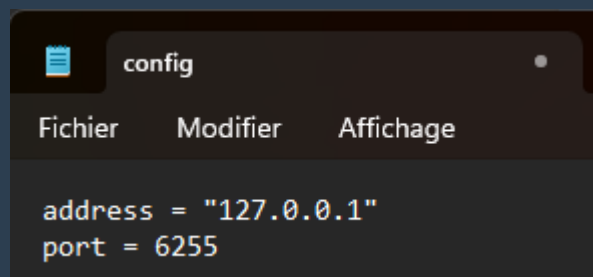 config
Fichier Modifier Affichage
address = "127.0.0.1"
port = 6255